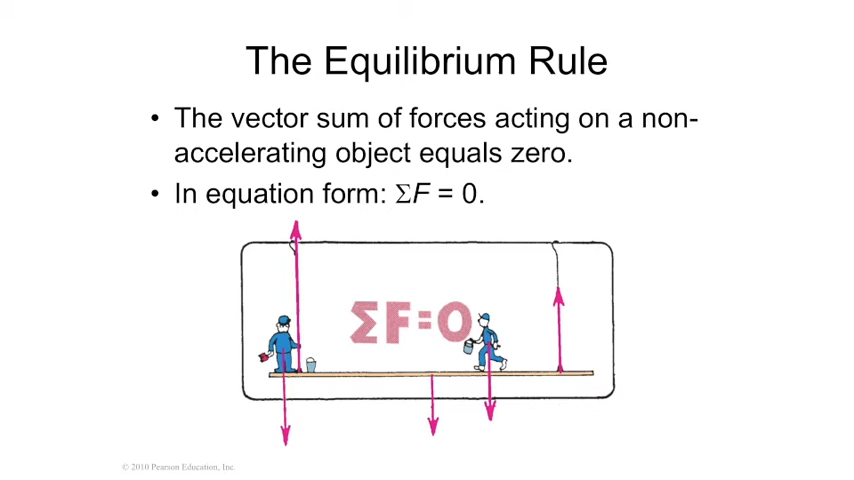 The Equilibrium Rule
• The vector sum of forces acting on a non-
accelerating object equals zero.
• In equation form: ΣF = 0.
ΣF=0
© 2010 Pearson Education, Inc.